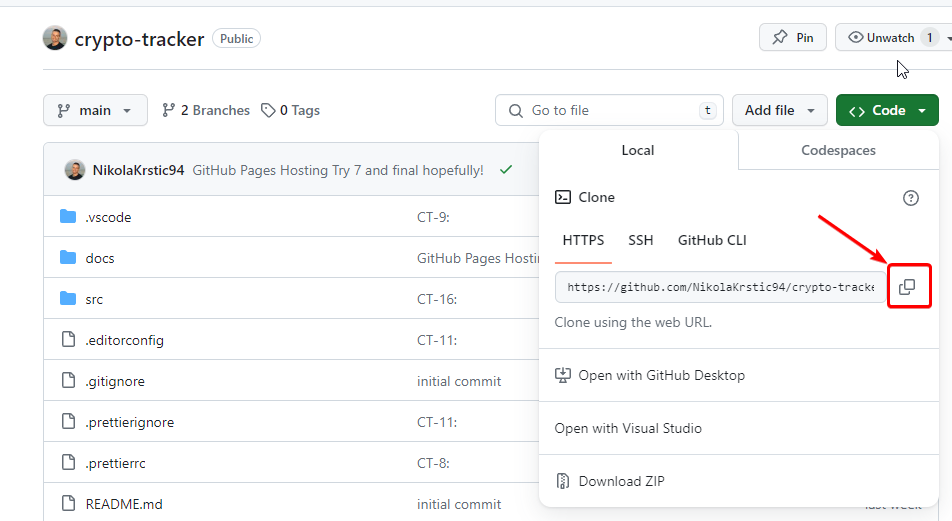 crypto-tracker Public Pin Unwatch 1
main 2 Branches 0 Tags Go to file t Add file Code
Local Codespaces
NikolaKrstic94 GitHub Pages Hosting Try 7 and final hopefully!
Clone
.vscode CT-9:
HTTPS SSH GitHub CLI
docs GitHub Pages Hosti
https://github.com/NikolaKrstic94/crypto-tracke
src CT-16:
Clone using the web URL.
.editorconfig CT-11:
Open with GitHub Desktop
.gitignore initial commit
.prettierignore CT-11:
Open with Visual Studio
.prettierrc CT-8:
Download ZIP
README.md initial commit last week